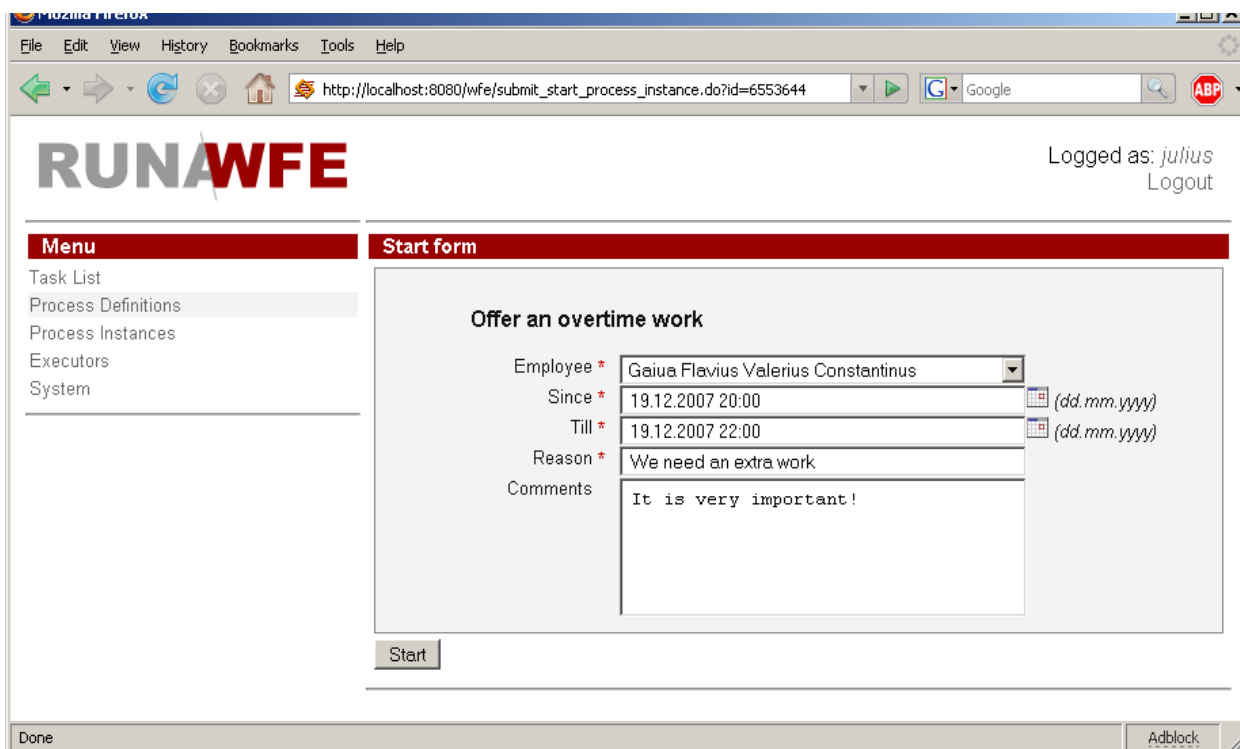 Mozilla Firefox
File Edit View History Bookmarks Tools Help
http://localhost:8080/wfe/submit_start_process_instance.do?id=6553644 G Google ABP
RUNAWFE
Logged as: julius
Logout
Menu
Task List
Process Definitions
Process Instances
Executors
System
Start form
Offer an overtime work
Employee * Gaiua Flavius Valerius Constantinus
Since * 19.12.2007 20:00 (dd.mm.yyyy)
Till * 19.12.2007 22:00 (dd.mm.yyyy)
Reason * We need an extra work
Comments It is very important!
Start
Done Adblock